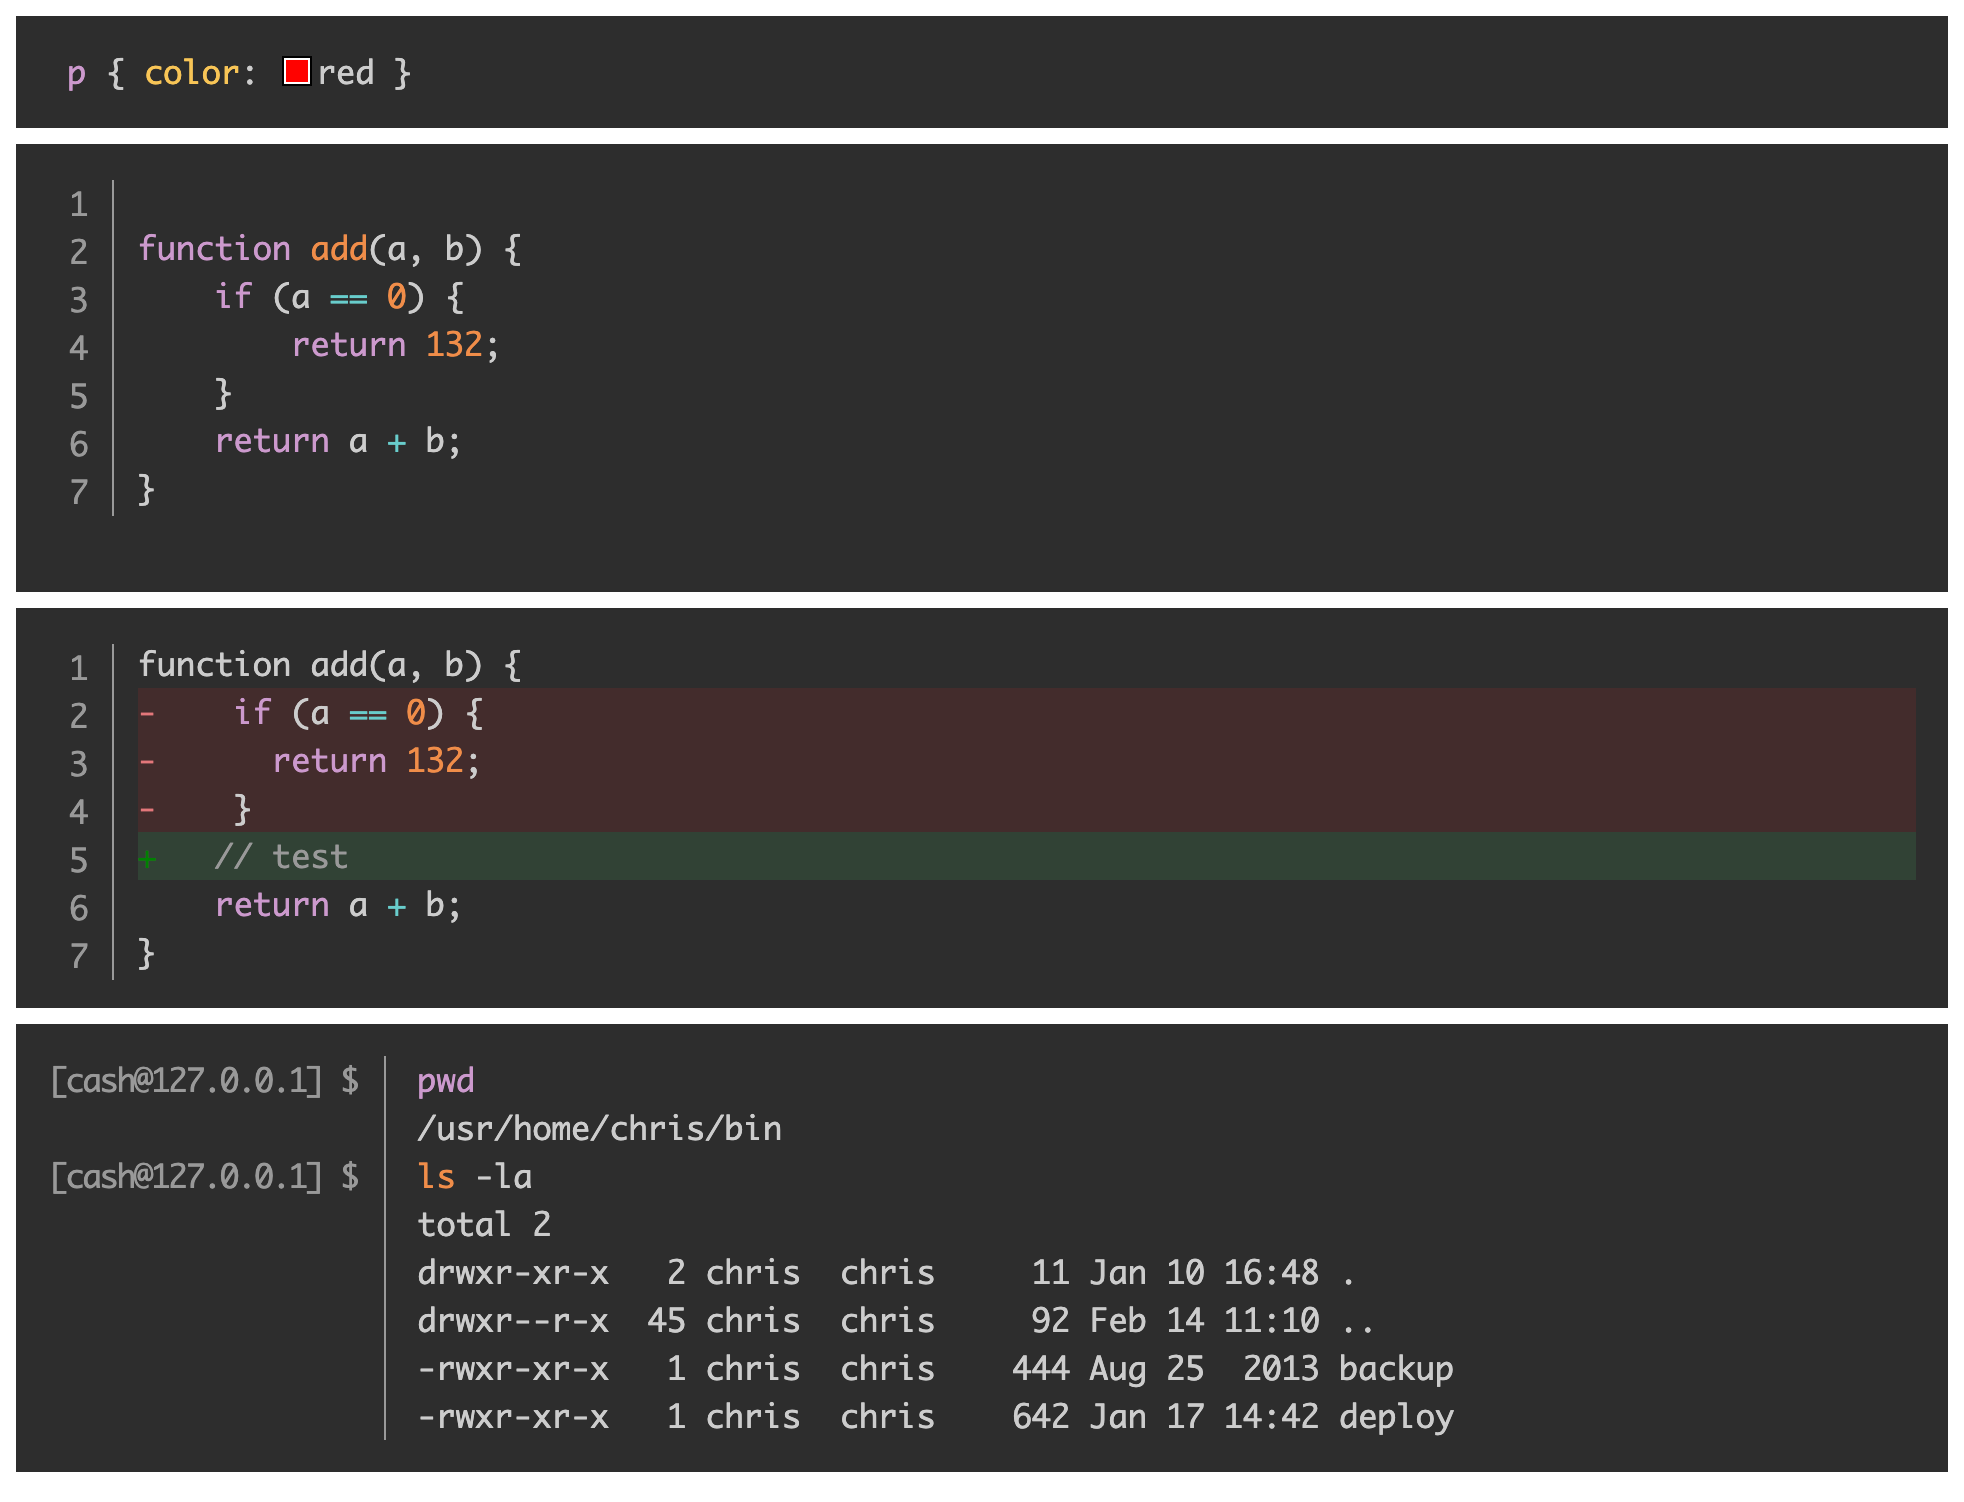 p { color: red }
1
2 function add(a, b) {
3     if (a == 0) {
4         return 132;
5     }
6     return a + b;
7 }
1 function add(a, b) {
2 -    if (a == 0) {
3 -      return 132;
4 -    }
5 +   // test
6     return a + b;
7 }
[cash@127.0.0.1] $ pwd
/usr/home/chris/bin
[cash@127.0.0.1] $ ls -la
total 2
drwxr-xr-x   2 chris  chris     11 Jan 10 16:48 .
drwxr--r-x  45 chris  chris     92 Feb 14 11:10 ..
-rwxr-xr-x   1 chris  chris    444 Aug 25  2013 backup
-rwxr-xr-x   1 chris  chris    642 Jan 17 14:42 deploy